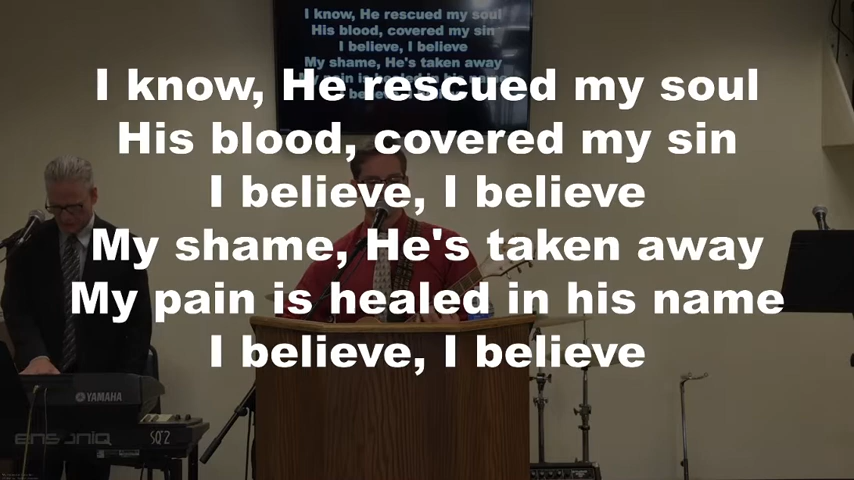 I know, He rescued my soul
His blood, covered my sin
I believe, I believe
My shame, He's taken away
I know, He rescued my soul
His blood, covered my sin
I believe, I believe
My shame, He's taken away
My pain is healed in his name
I believe, I believe
YAMAHA
ensoniq SQ2